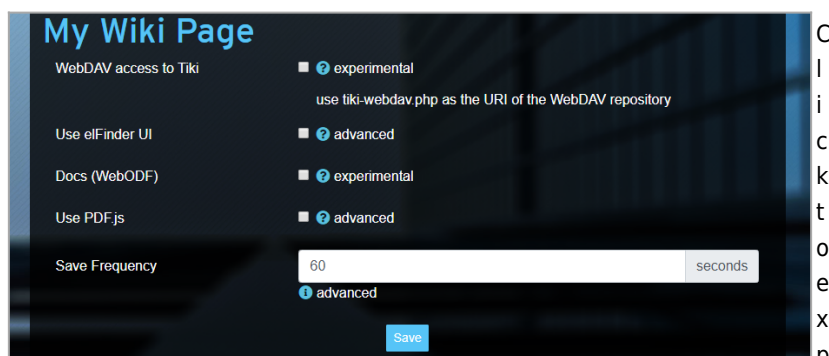 My Wiki Page
WebDAV access to Tiki
experimental
use tiki-webdav.php as the URI of the WebDAV repository
Use elFinder UI
advanced
Docs (WebODF)
experimental
Use PDF.js
advanced
Save Frequency
60
seconds
advanced
Save
C
l
i
c
k
t
o
e
x